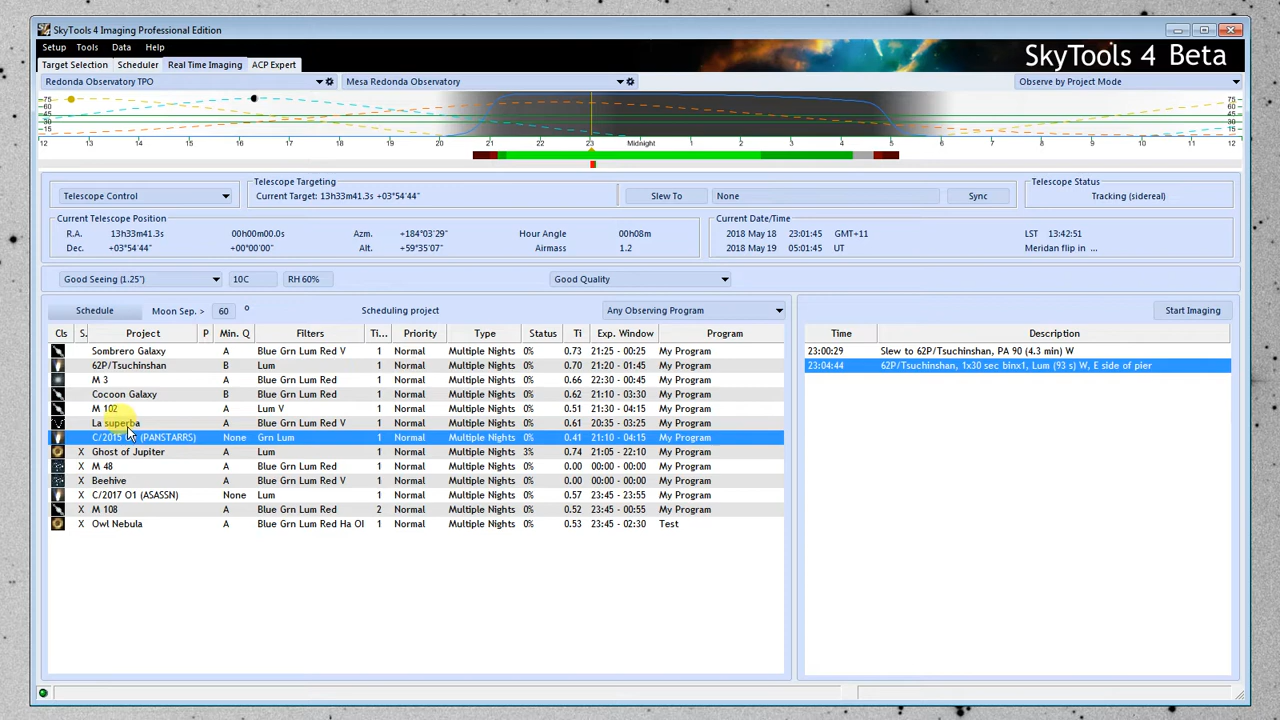 SkyTools 4 Imaging Professional Edition
Setup Tools Data Help
SkyTools 4 Beta
Target Selection Scheduler Real Time Imaging ACP Expert
Redonda Observatory TPO Mesa Redonda Observatory Observe by Project Mode
75 75
60 60
45 45
30 30
15 15
12 13 14 15 16 17 18 19 20 21 22 23 Midnight 1 2 3 4 5 6 7 8 9 10 11 12
Telescope Targeting Telescope Status
Telescope Control Current Target: 13h33m41.3s +03°54'44" Slew To None Sync Tracking (sidereal)
Current Telescope Position Current Date/Time
R.A. 13h33m41.3s 00h00m00.0s Azm. +184°03'29" Hour Angle 00h08m 2018 May 18 23:01:45 GMT+11 LST 13:42:51
Dec. +03°54'44" +00°00'00" Alt. +59°35'07" Airmass 1.2 2018 May 19 05:01:45 UT Meridan flip in ...
Good Seeing (1.25") 10C RH 60% Good Quality
Schedule Moon Sep. > 60 ° Scheduling project Any Observing Program Start Imaging
Cls S. Project P Min. Q Filters Ti... Priority Type Status Ti Exp. Window Program Time Description
Sombrero Galaxy A Blue Grn Lum Red V 1 Normal Multiple Nights 0% 0.73 21:25 - 00:25 My Program 23:00:29 Slew to 62P/Tsuchinshan, PA 90 (4.3 min) W
62P/Tsuchinshan B Lum 1 Normal Multiple Nights 0% 0.70 21:20 - 01:45 My Program 23:04:44 62P/Tsuchinshan, 1x30 sec binx1, Lum (93 s) W, E side of pier
M 3 A Blue Grn Lum Red 1 Normal Multiple Nights 0% 0.66 22:30 - 00:45 My Program
Cocoon Galaxy B Blue Grn Lum Red 1 Normal Multiple Nights 0% 0.62 21:10 - 03:30 My Program
M 102 A Lum V 1 Normal Multiple Nights 0% 0.51 21:30 - 04:15 My Program
La superba A Blue Grn Lum Red V 1 Normal Multiple Nights 0% 0.61 20:35 - 03:25 My Program
C/2015 (PANSTARRS) None Grn Lum 1 Normal Multiple Nights 0% 0.41 21:10 - 04:15 My Program
X Ghost of Jupiter A Lum 1 Normal Multiple Nights 3% 0.74 21:05 - 22:10 My Program
X M 48 A Blue Grn Lum Red 1 Normal Multiple Nights 0% 0.00 00:00 - 00:00 My Program
X Beehive A Blue Grn Lum Red V 1 Normal Multiple Nights 0% 0.00 00:00 - 00:00 My Program
X C/2017 O1 (ASASSN) None Lum 1 Normal Multiple Nights 0% 0.57 23:45 - 23:55 My Program
X M 108 A Blue Grn Lum Red 2 Normal Multiple Nights 0% 0.52 23:45 - 00:55 My Program
X Owl Nebula A Blue Grn Lum Red Ha OI 1 Normal Multiple Nights 0% 0.53 23:45 - 02:30 Test